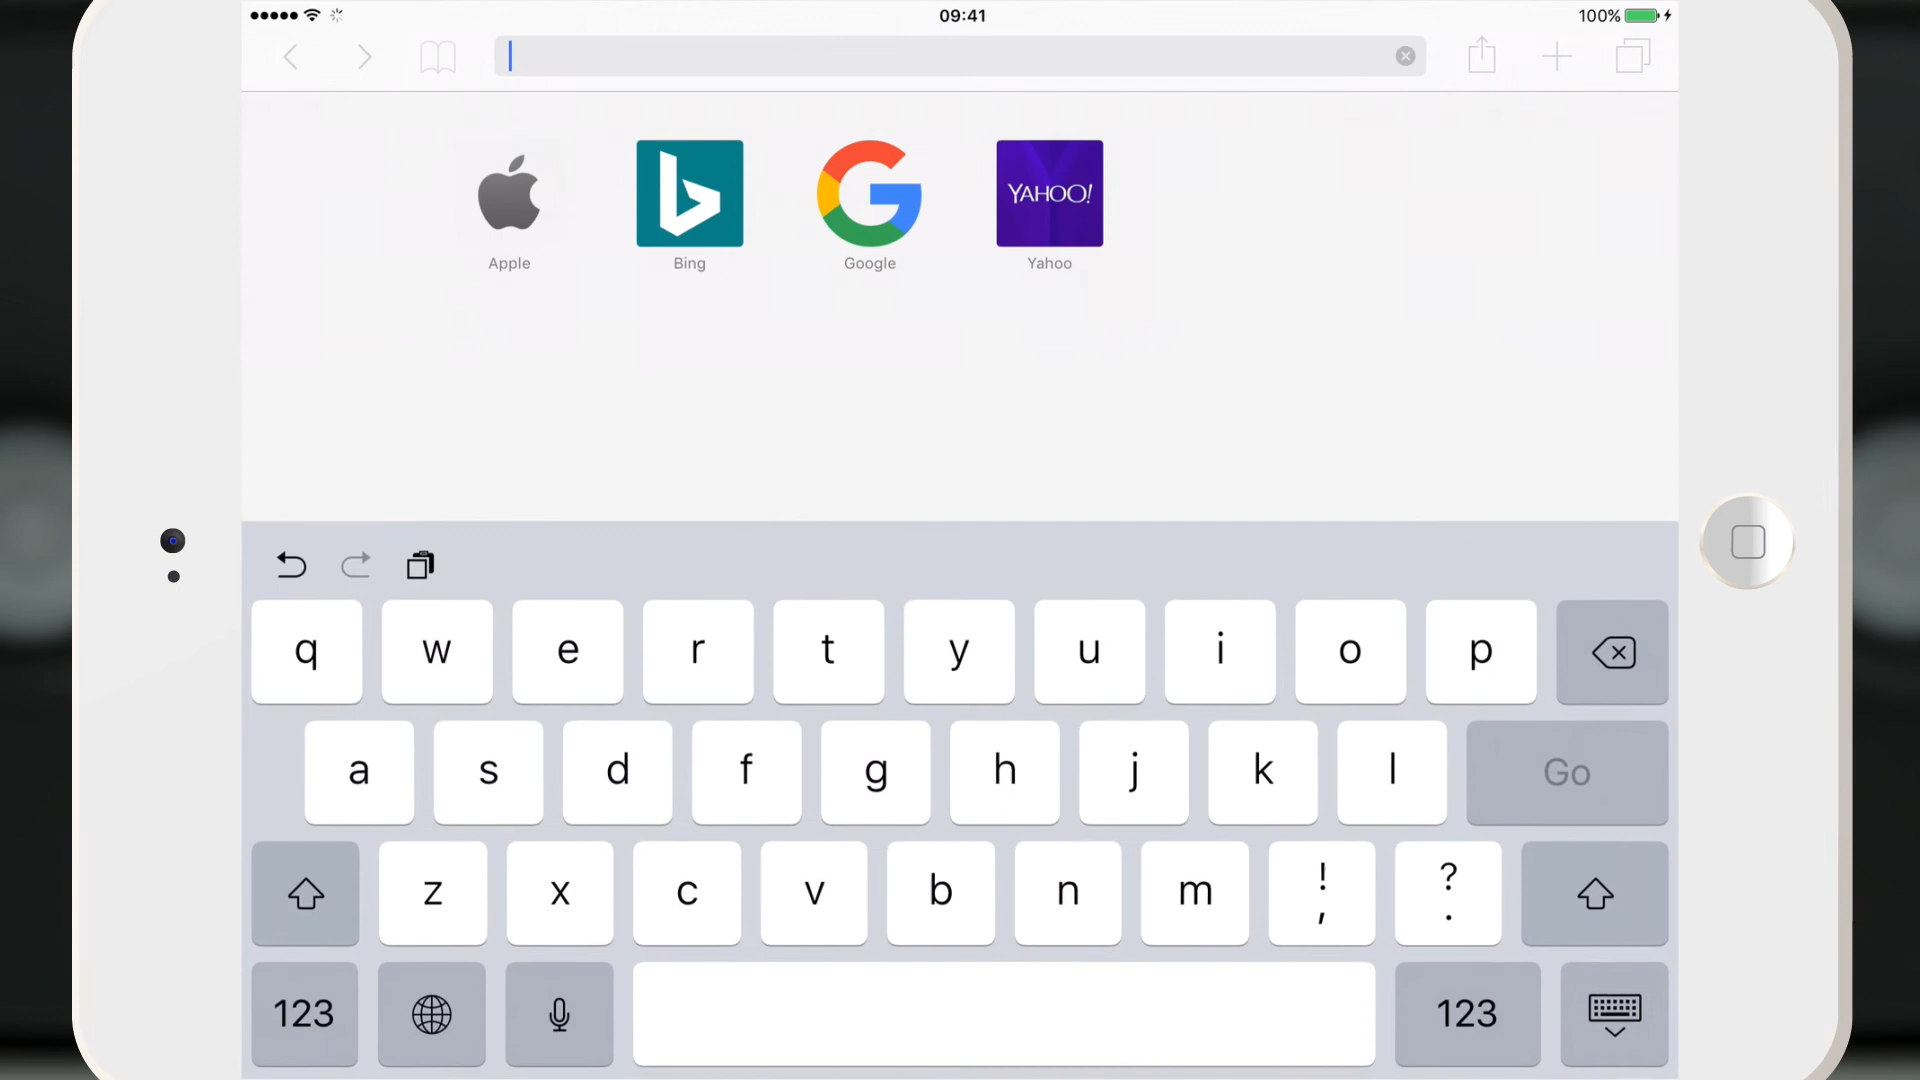 09:41
100%
YAHOO!
Apple Bing Google Yahoo
q w e r t y u i o p
a s d f g h j k l Go
z x c v b n m ! ?
, .
123 123